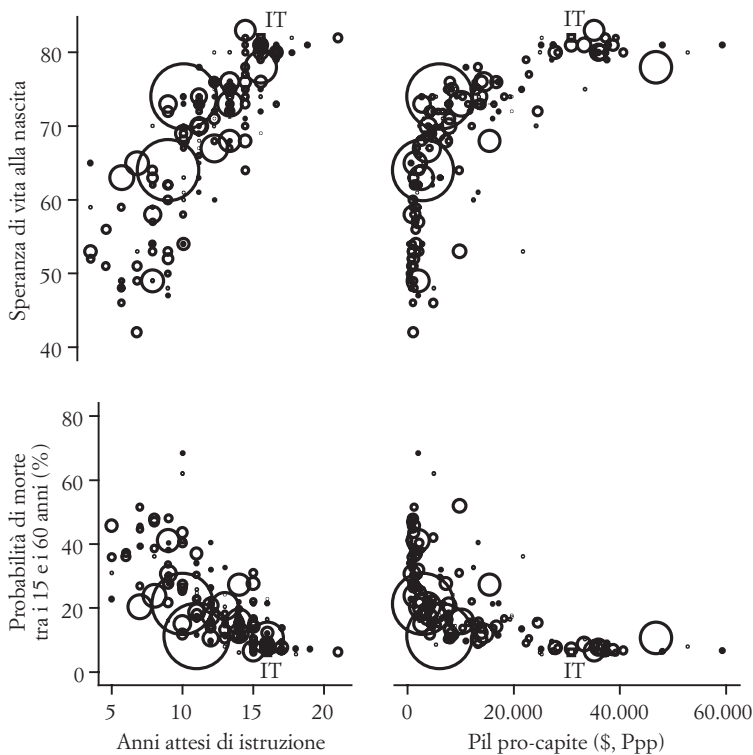 IT
IT
Speranza di vita alla nascita
80
70
60
50
40
Probabilità di morte
tra i 15 e i 60 anni (%)
80
60
40
20
0
IT
IT
5
10
15
20
0
20.000
40.000
60.000
Anni attesi di istruzione
Pil pro-capite ($, Ppp)